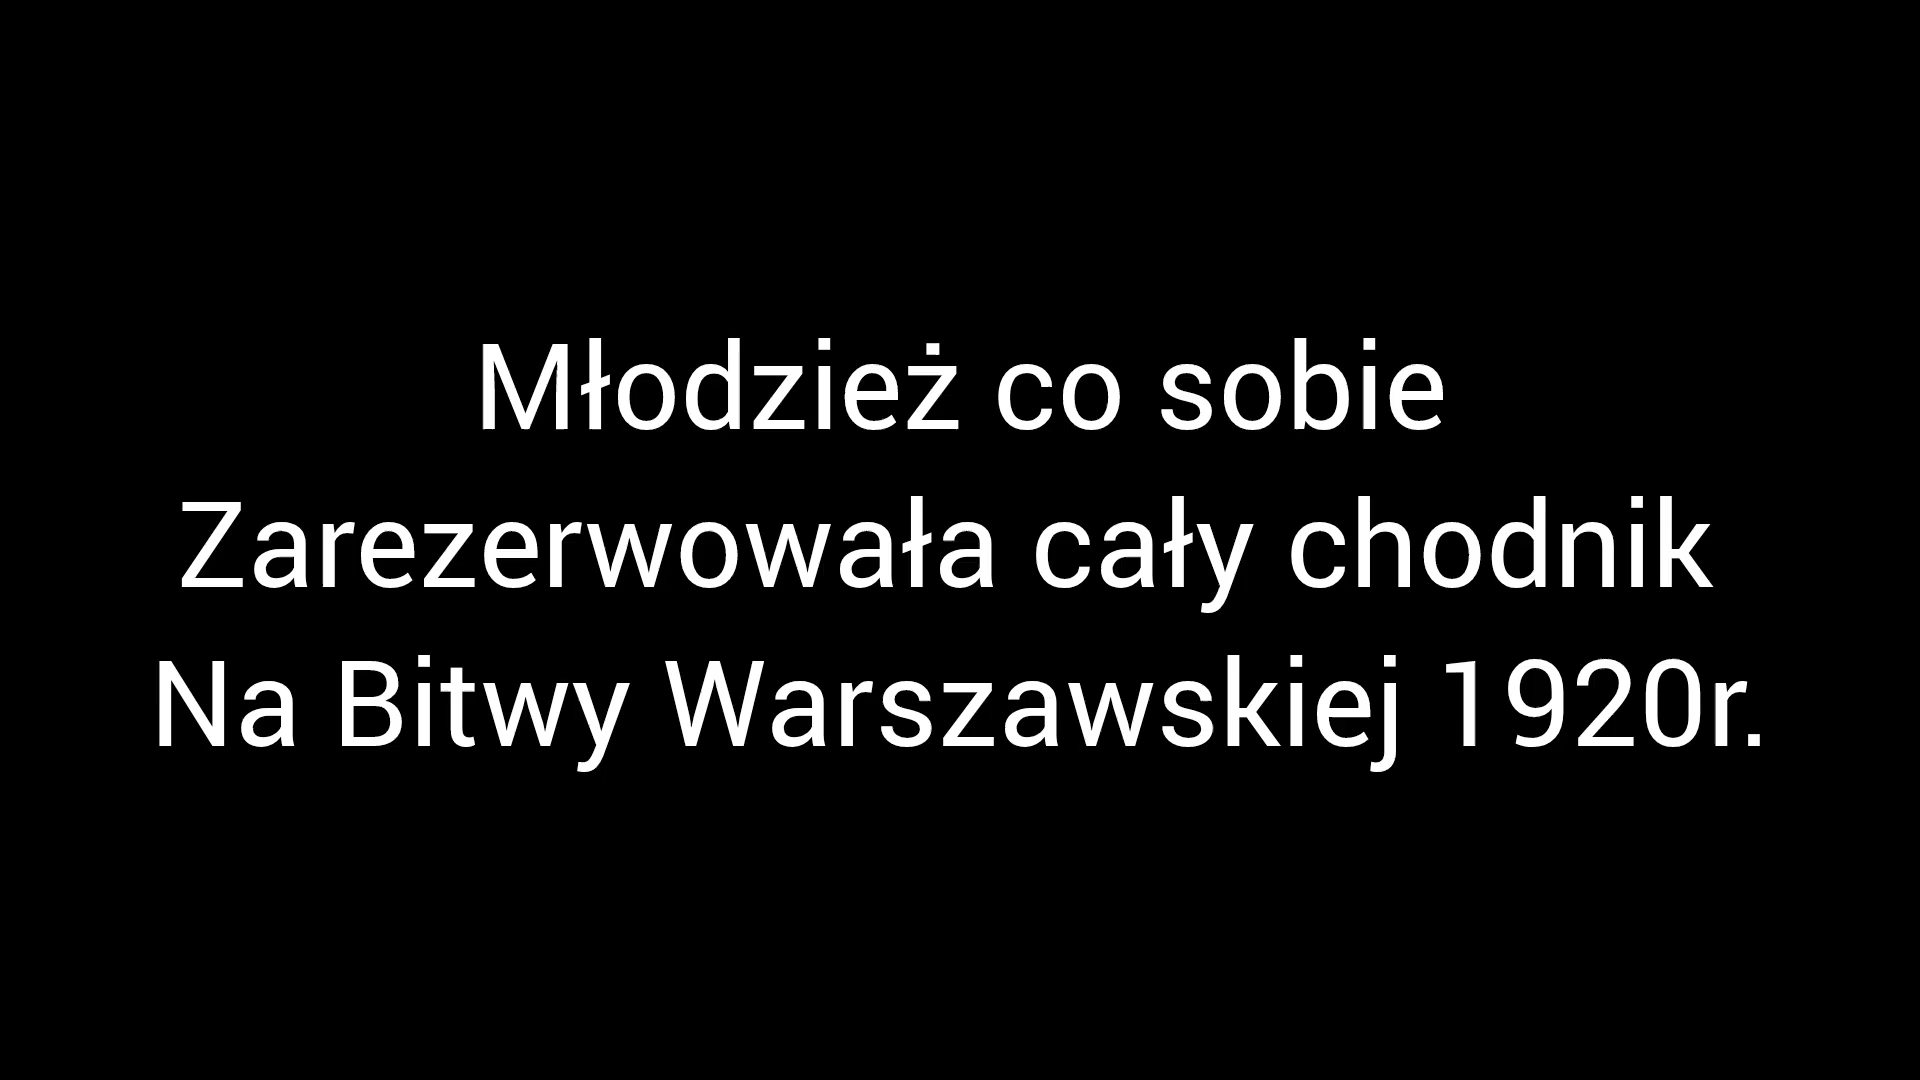 Młodzież co sobie
Zarezerwowała cały chodnik
Na Bitwy Warszawskiej 1920r.